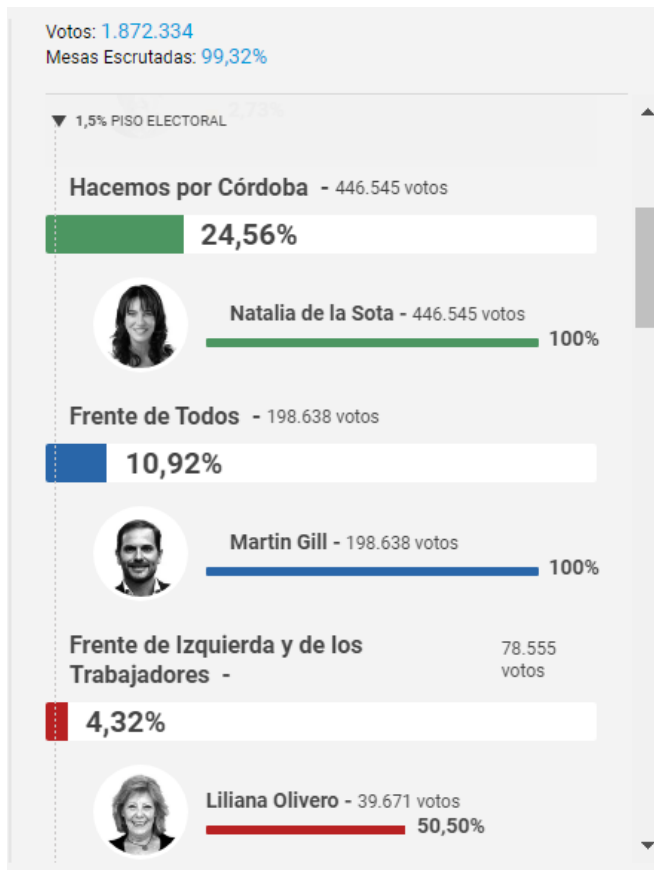 Votos: 1.872.334
Mesas Escrutadas: 99,32%
2,73%
▼ 1,5% PISO ELECTORAL
Hacemos por Córdoba - 446.545 votos
24,56%
Natalia de la Sota - 446.545 votos
100%
Frente de Todos - 198.638 votos
10,92%
Martin Gill - 198.638 votos
100%
Frente de Izquierda y de los
Trabajadores -
78.555
votos
4,32%
Liliana Olivero - 39.671 votos
50,50%